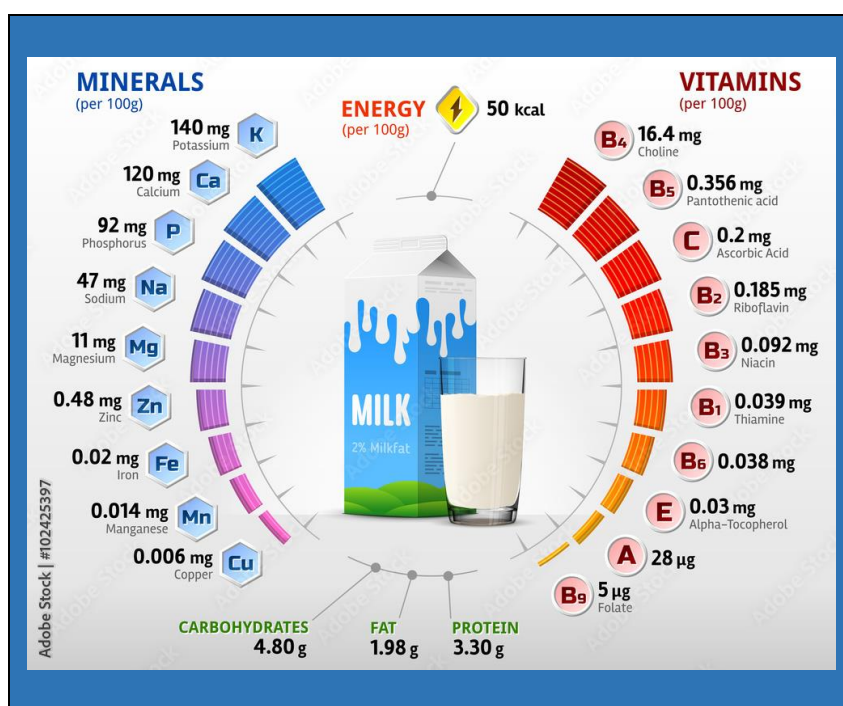 MINERALS
(per 100g)
140 mg
Potassium
K
120 mg
Calcium
Ca
92 mg
Phosphorus
P
47 mg
Sodium
Na
11 mg
Magnesium
Mg
0.48 mg
Zinc
Zn
0.02 mg
Iron
Fe
0.014 mg
Manganese
Mn
0.006 mg
Copper
Cu
ENERGY
(per 100g)
50 kcal
MILK
2% Milkfat
VITAMINS
(per 100g)
B4
16.4 mg
Choline
B5
0.356 mg
Pantothenic acid
C
0.2 mg
Ascorbic Acid
B2
0.185 mg
Riboflavin
B3
0.092 mg
Niacin
B1
0.039 mg
Thiamine
B6
0.038 mg
E
0.03 mg
Alpha-Tocopherol
A
28 µg
B9
5 µg
Folate
CARBOHYDRATES
4.80 g
FAT
1.98 g
PROTEIN
3.30 g
Adobe Stock | #102425397